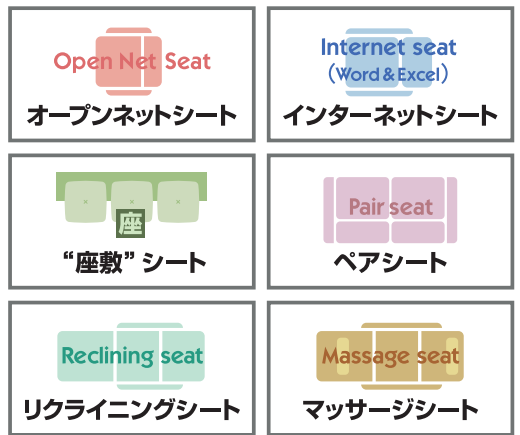 Open Net Seat
オープンネットシート
Internet seat
（Word & Excel）
インターネットシート
座
“座敷”シート
Pair seat
ペアシート
Reclining seat
リクライニングシート
Massage seat
マッサージシート